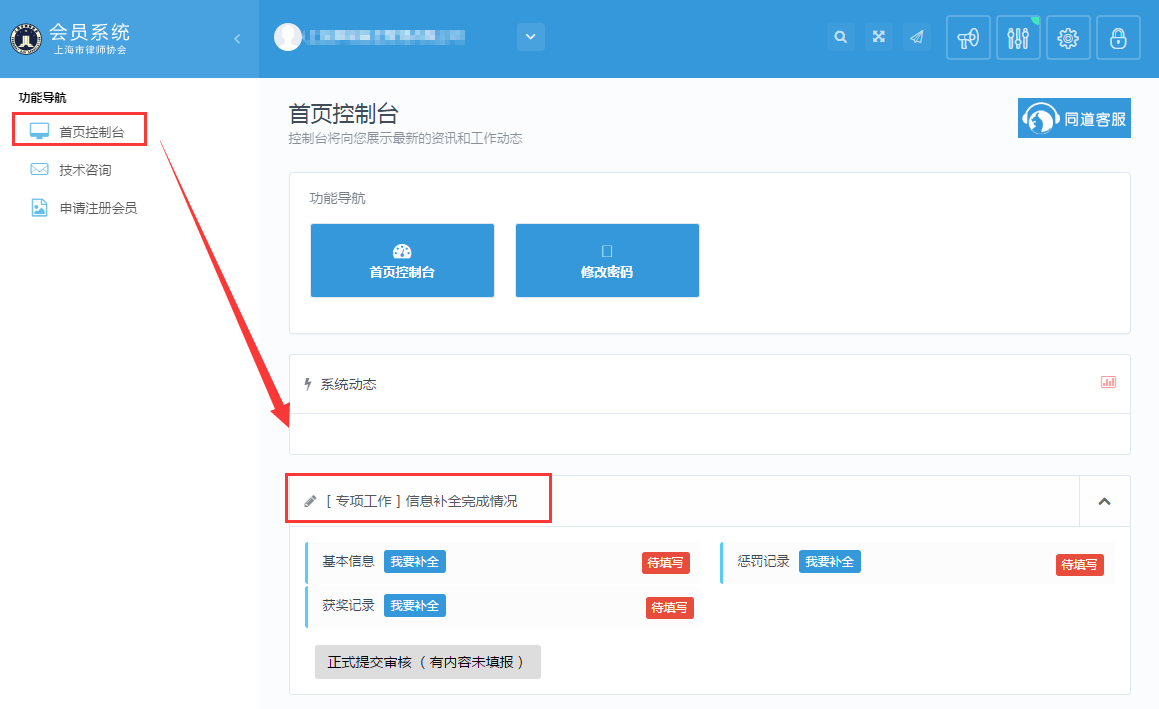 会员系统
上海市律师协会
功能导航
首页控制台
技术咨询
申请注册会员
首页控制台
控制台将向您展示最新的资讯和工作动态
同道客服
功能导航
首页控制台
修改密码
系统动态
[ 专项工作 ] 信息补全完成情况
基本信息 我要补全 待填写
惩罚记录 我要补全 待填写
获奖记录 我要补全 待填写
正式提交审核 （ 有内容未填报 ）